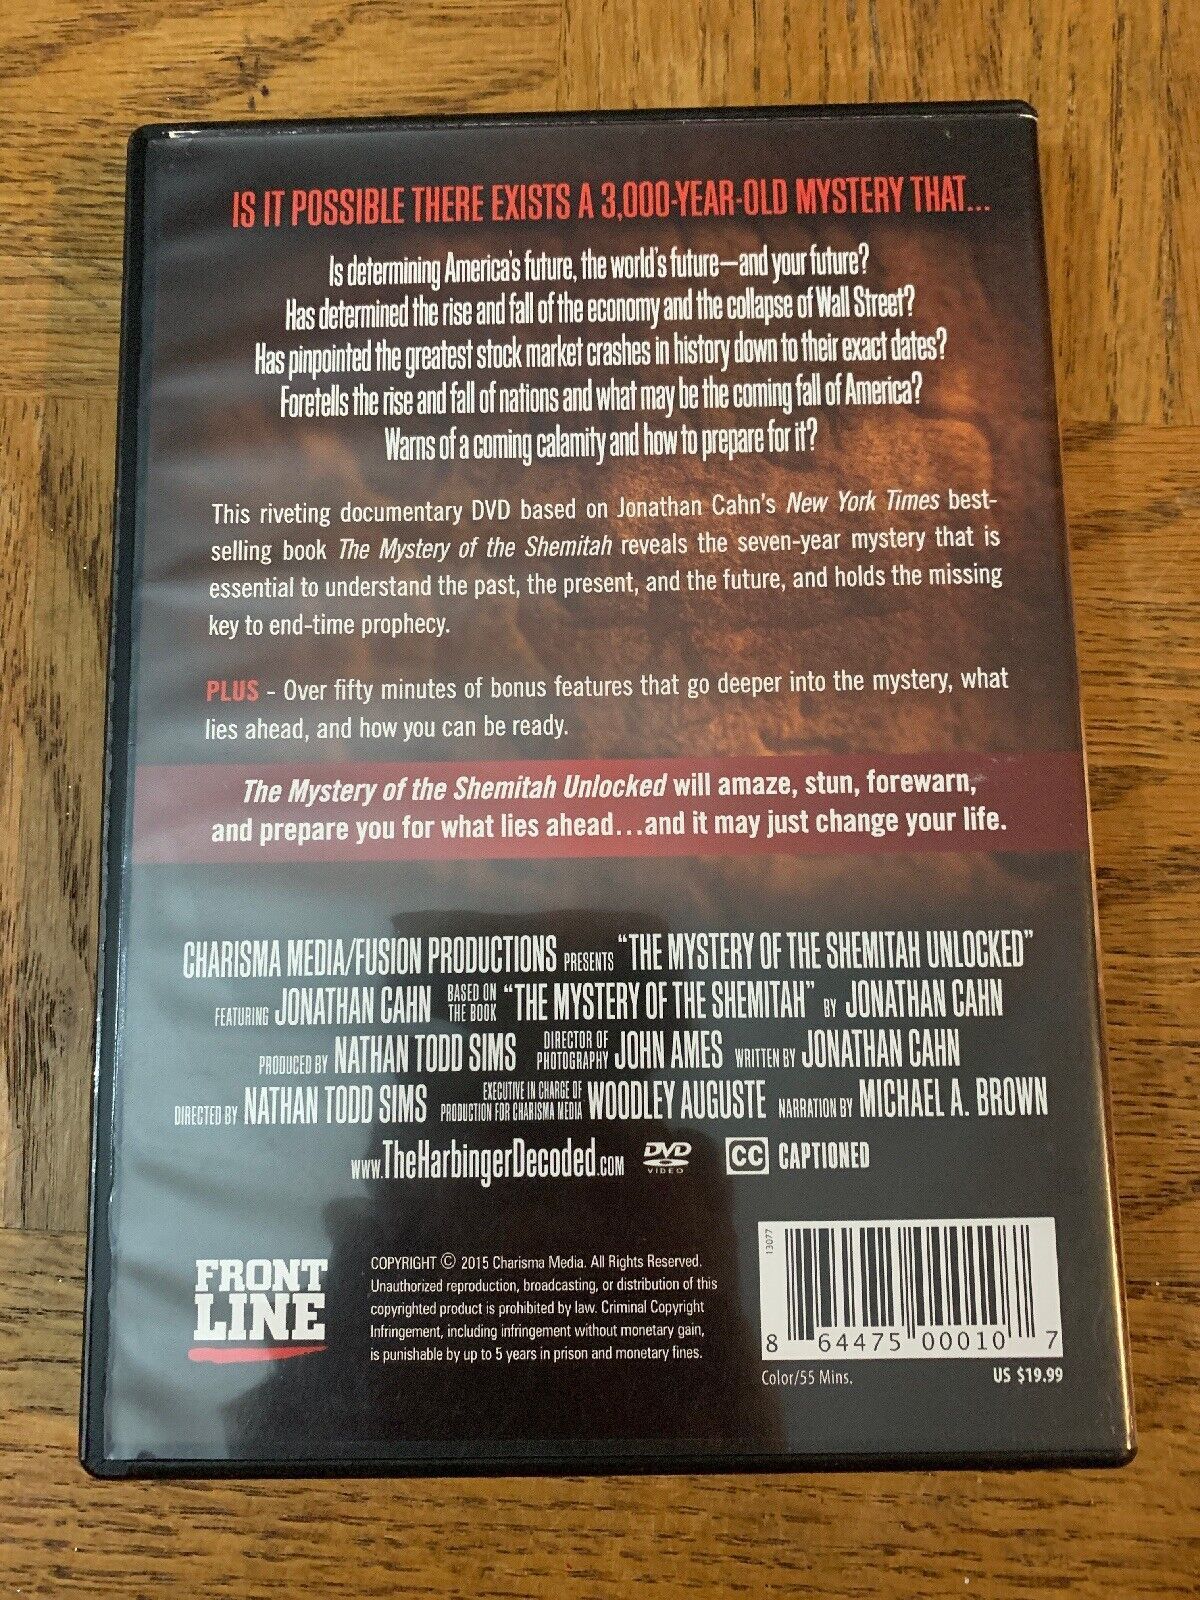 IS IT POSSIBLE THERE EXISTS A 3,000-YEAR-OLD MYSTERY THAT...
Is determining America's future, the world's future—and your future?
Has determined the rise and fall of the economy and the collapse of Wall Street?
Has pinpointed the greatest stock market crashes in history down to their exact dates?
Foretells the rise and fall of nations and what may be the coming fall of America?
Warns of a coming calamity and how to prepare for it?
This riveting documentary DVD based on Jonathan Cahn's New York Times best-
selling book The Mystery of the Shemitah reveals the seven-year mystery that is
essential to understand the past, the present, and the future, and holds the missing
key to end-time prophecy.
PLUS - Over fifty minutes of bonus features that go deeper into the mystery, what
lies ahead, and how you can be ready.
The Mystery of the Shemitah Unlocked will amaze, stun, forewarn,
and prepare you for what lies ahead...and it may just change your life.
CHARISMA MEDIA/FUSION PRODUCTIONS PRESENTS "THE MYSTERY OF THE SHEMITAH UNLOCKED"
FEATURING JONATHAN CAHN BASED ON THE BOOK "THE MYSTERY OF THE SHEMITAH" BY JONATHAN CAHN
PRODUCED BY NATHAN TODD SIMS DIRECTOR OF PHOTOGRAPHY JOHN AMES WRITTEN BY JONATHAN CAHN
DIRECTED BY NATHAN TODD SIMS EXECUTIVE IN CHARGE OF PRODUCTION FOR CHARISMA MEDIA WOODLEY AUGUSTE NARRATION BY MICHAEL A. BROWN
www.TheHarbingerDecoded.com DVD VIDEO CC CAPTIONED
FRONT
LINE
COPYRIGHT © 2015 Charisma Media. All Rights Reserved.
Unauthorized reproduction, broadcasting, or distribution of this
copyrighted product is prohibited by law. Criminal Copyright
Infringement, including infringement without monetary gain,
is punishable by up to 5 years in prison and monetary fines.
13077
8 64475 00010 7
Color/55 Mins. US $19.99